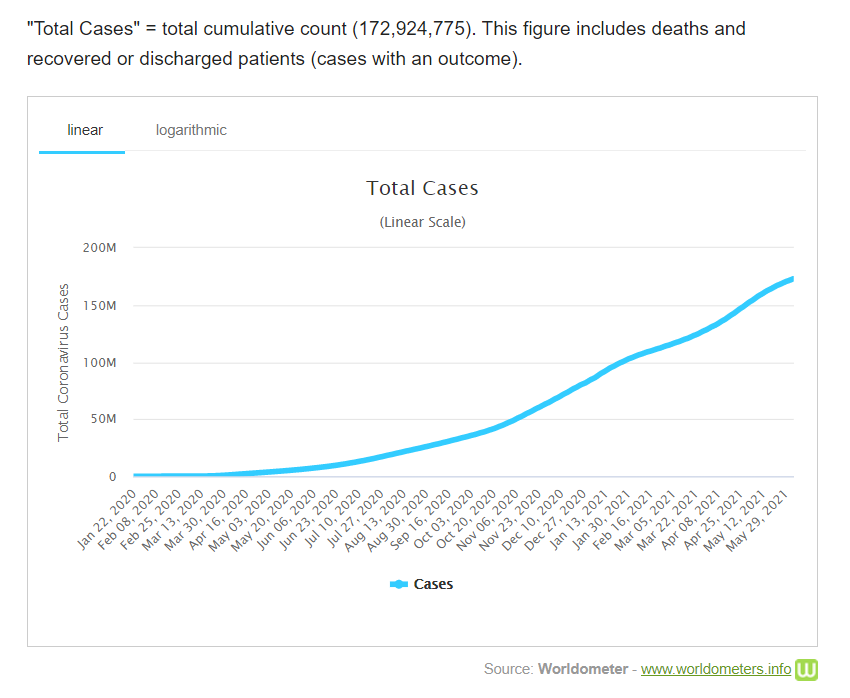 "Total Cases" = total cumulative count (172,924,775). This figure includes deaths and
recovered or discharged patients (cases with an outcome).
linear logarithmic
Total Cases
(Linear Scale)
Total Coronavirus Cases
200M
150M
100M
50M
0
Jan 22, 2020
Feb 08, 2020
Feb 25, 2020
Mar 13, 2020
Mar 30, 2020
Apr 16, 2020
May 03, 2020
May 20, 2020
Jun 06, 2020
Jun 23, 2020
Jul 10, 2020
Jul 27, 2020
Aug 13, 2020
Aug 30, 2020
Sep 16, 2020
Oct 03, 2020
Oct 20, 2020
Nov 06, 2020
Nov 23, 2020
Dec 10, 2020
Dec 27, 2020
Jan 13, 2021
Jan 30, 2021
Feb 16, 2021
Mar 05, 2021
Mar 22, 2021
Apr 08, 2021
Apr 25, 2021
May 12, 2021
May 29, 2021
Cases
Source: Worldometer - www.worldometers.info W